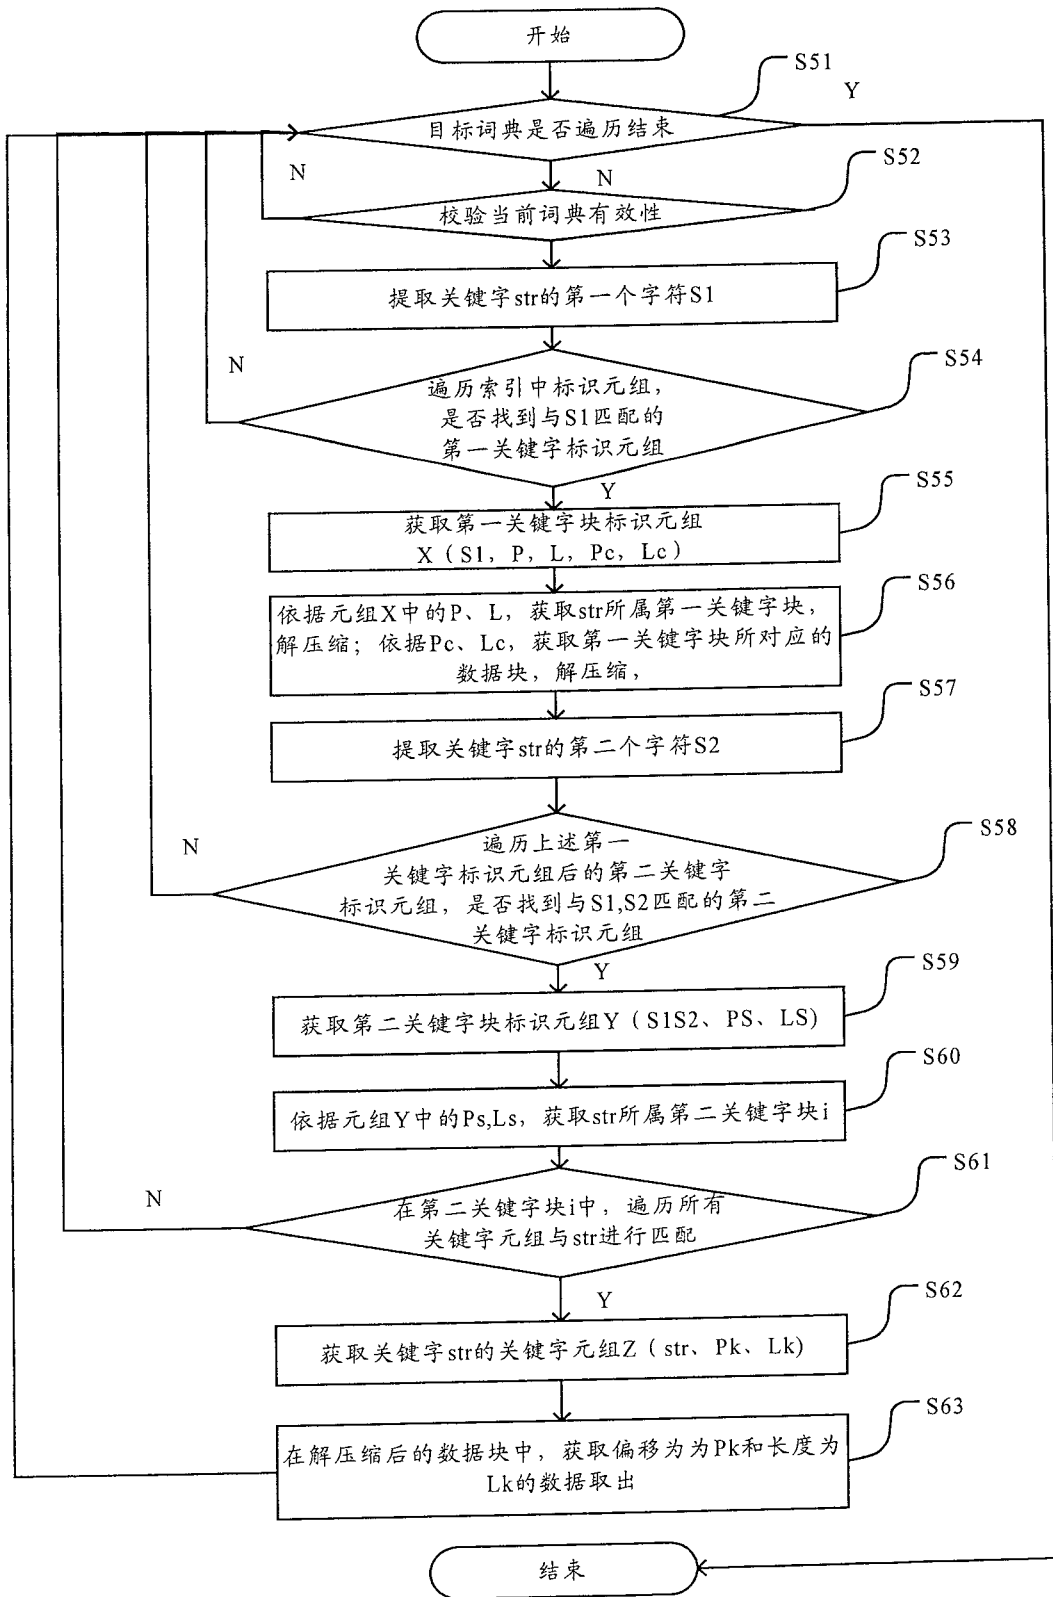 开始
S51
Y
目标词典是否遍历结束
N
N
S52
校验当前词典有效性
S53
提取关键字str的第一个字符S1
N
S54
遍历索引中标识元组，
是否找到与S1匹配的
第一关键字标识元组
Y
S55
获取第一关键字块标识元组
X（S1，P，L，Pc，Lc）
S56
依据元组X中的P、L，获取str所属第一关键字块，
解压缩；依据Pc、Lc，获取第一关键字块所对应的
数据块，解压缩，
S57
提取关键字str的第二个字符S2
N
S58
遍历上述第一
关键字标识元组后的第二关键字
标识元组，是否找到与S1,S2匹配的第二
关键字标识元组
Y
S59
获取第二关键字块标识元组Y（S1S2、PS、LS）
S60
依据元组Y中的Ps,Ls，获取str所属第二关键字块i
S61
N
在第二关键字块i中，遍历所有
关键字元组与str进行匹配
Y
S62
获取关键字str的关键字元组Z（str、Pk、Lk）
S63
在解压缩后的数据块中，获取偏移为为Pk和长度为
Lk的数据取出
结束